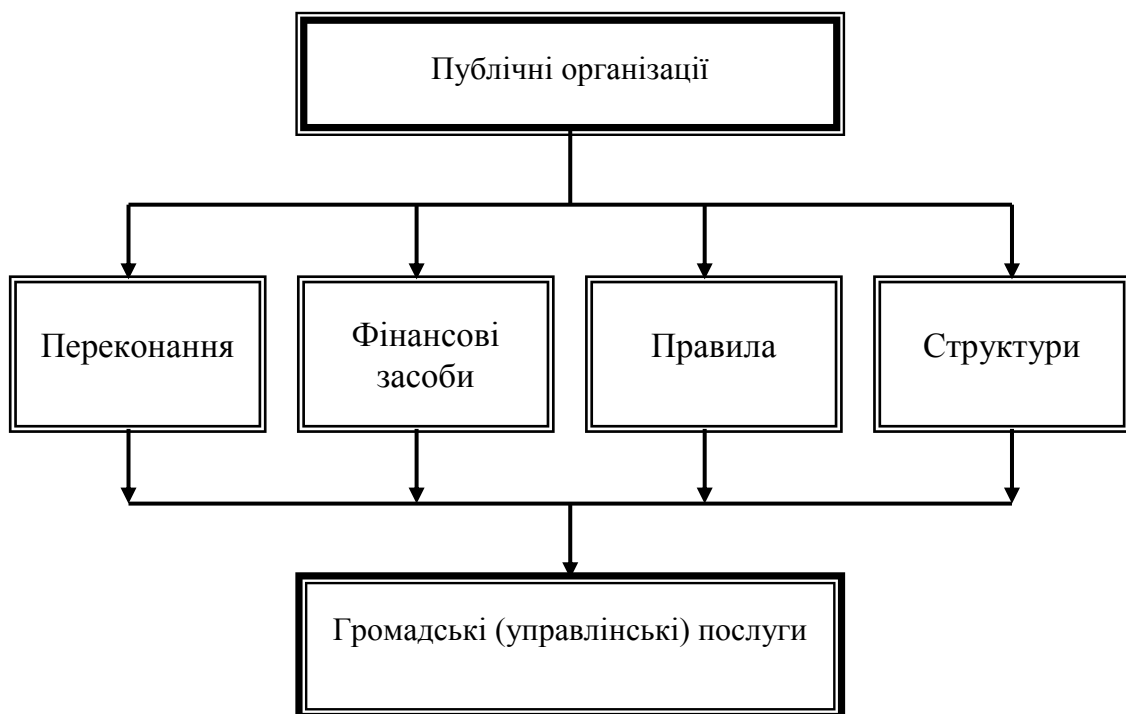 Публічні організації
Переконання
Фінансові
засоби
Правила
Структури
Громадські (управлінські) послуги